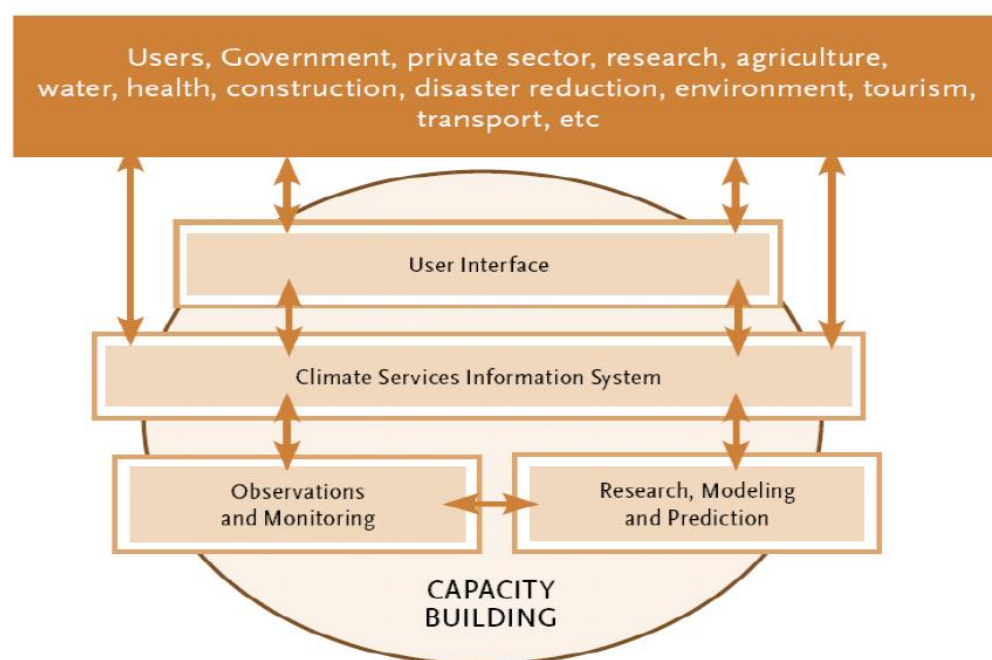 Users, Government, private sector, research, agriculture,
water, health, construction, disaster reduction, environment, tourism,
transport, etc
User Interface
Climate Services Information System
Observations
and Monitoring
Research, Modeling
and Prediction
CAPACITY
BUILDING